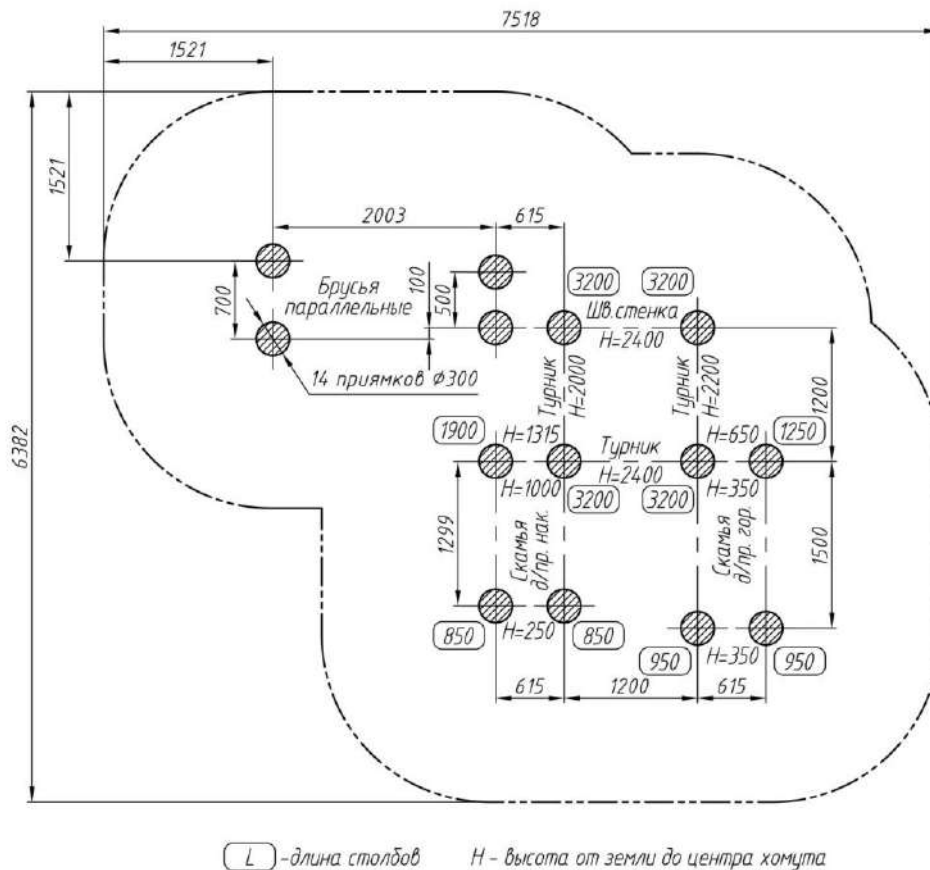 7518
1521
1521
2003
615
3200
3200
Брусья
параллельные
700
100
500
Шв.стенка
H=2400
14 приямков ϕ300
Турник
H=2000
Турник
H=2200
1200
6382
1900
H=1315
Турник
H=650
1250
H=1000
H=2400
H=350
3200
3200
1299
Скамья
д/пр. нак.
Скамья
д/пр. гор.
1500
850
H=250
850
950
H=350
950
615
1200
615
L -длина столбов
H - высота от земли до центра хомута